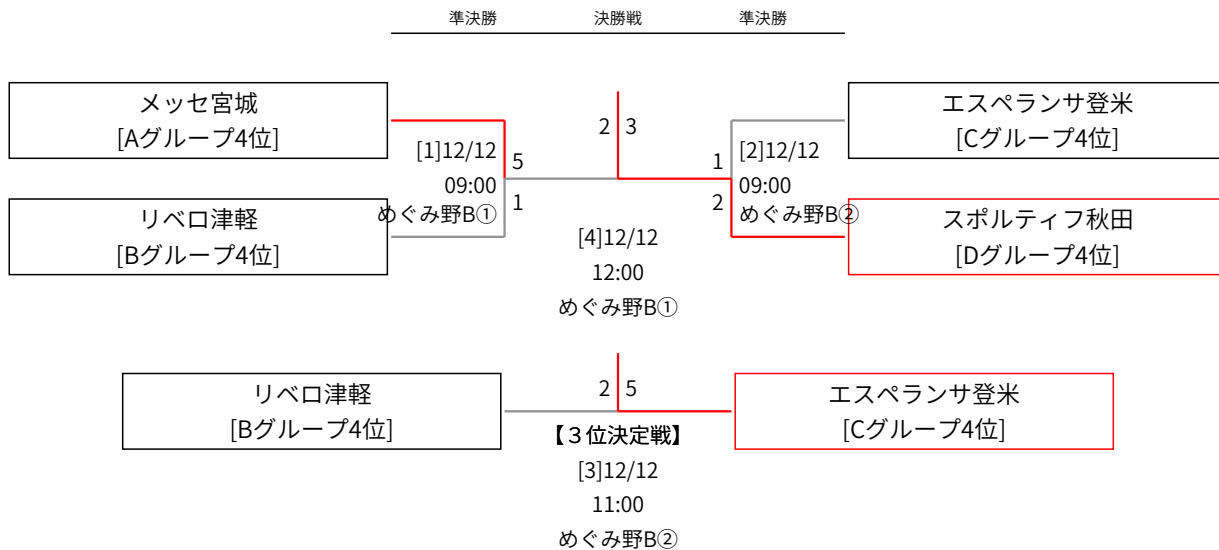 準決勝 決勝戦 準決勝
メッセ宮城
[Aグループ4位]
エスペランサ登米
[Cグループ4位]
2 3
[1]12/12
09:00
めぐみ野B①
5
1
1
2
[2]12/12
09:00
めぐみ野B②
リベロ津軽
[Bグループ4位]
スポルティフ秋田
[Dグループ4位]
[4]12/12
12:00
めぐみ野B①
リベロ津軽
[Bグループ4位]
2 5
エスペランサ登米
[Cグループ4位]
【３位決定戦】
[3]12/12
11:00
めぐみ野B②